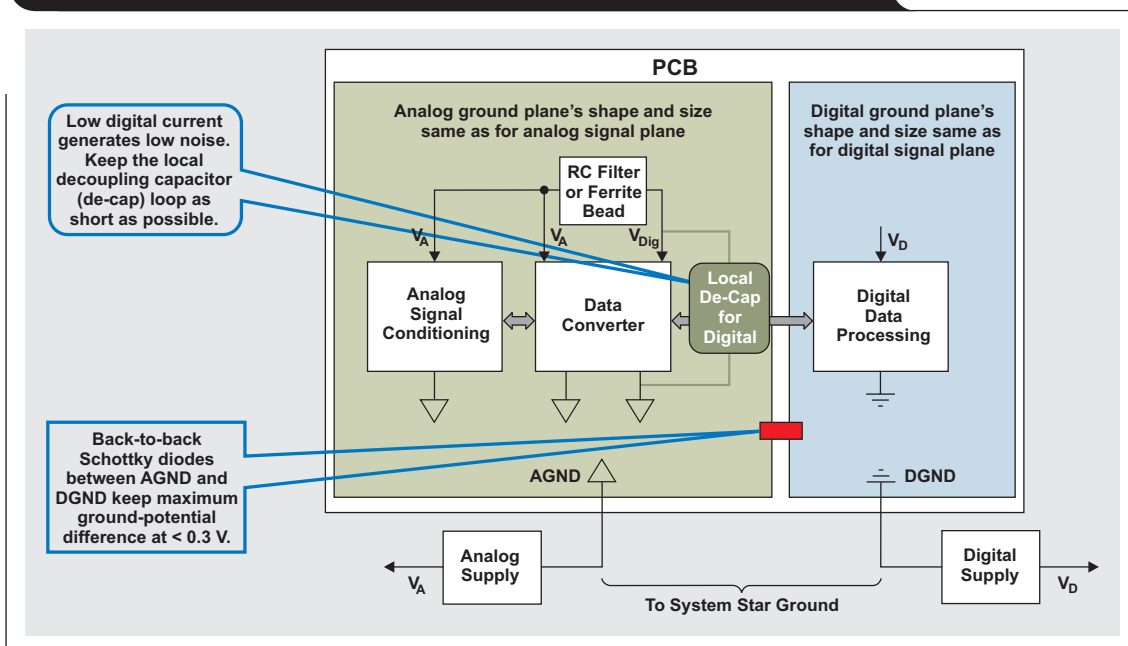 PCB
Low digital current
generates low noise.
Keep the local
decoupling capacitor
(de-cap) loop as
short as possible.
Analog ground plane's shape and size
same as for analog signal plane
Digital ground plane's
shape and size same as
for digital signal plane
RC Filter
or Ferrite
Bead
VA
VA
VDig
VD
Analog
Signal
Conditioning
Data
Converter
Local
De-Cap
for
Digital
Digital
Data
Processing
Back-to-back
Schottky diodes
between AGND and
DGND keep maximum
ground-potential
difference at < 0.3 V.
AGND
DGND
Analog
Supply
VA
To System Star Ground
Digital
Supply
VD